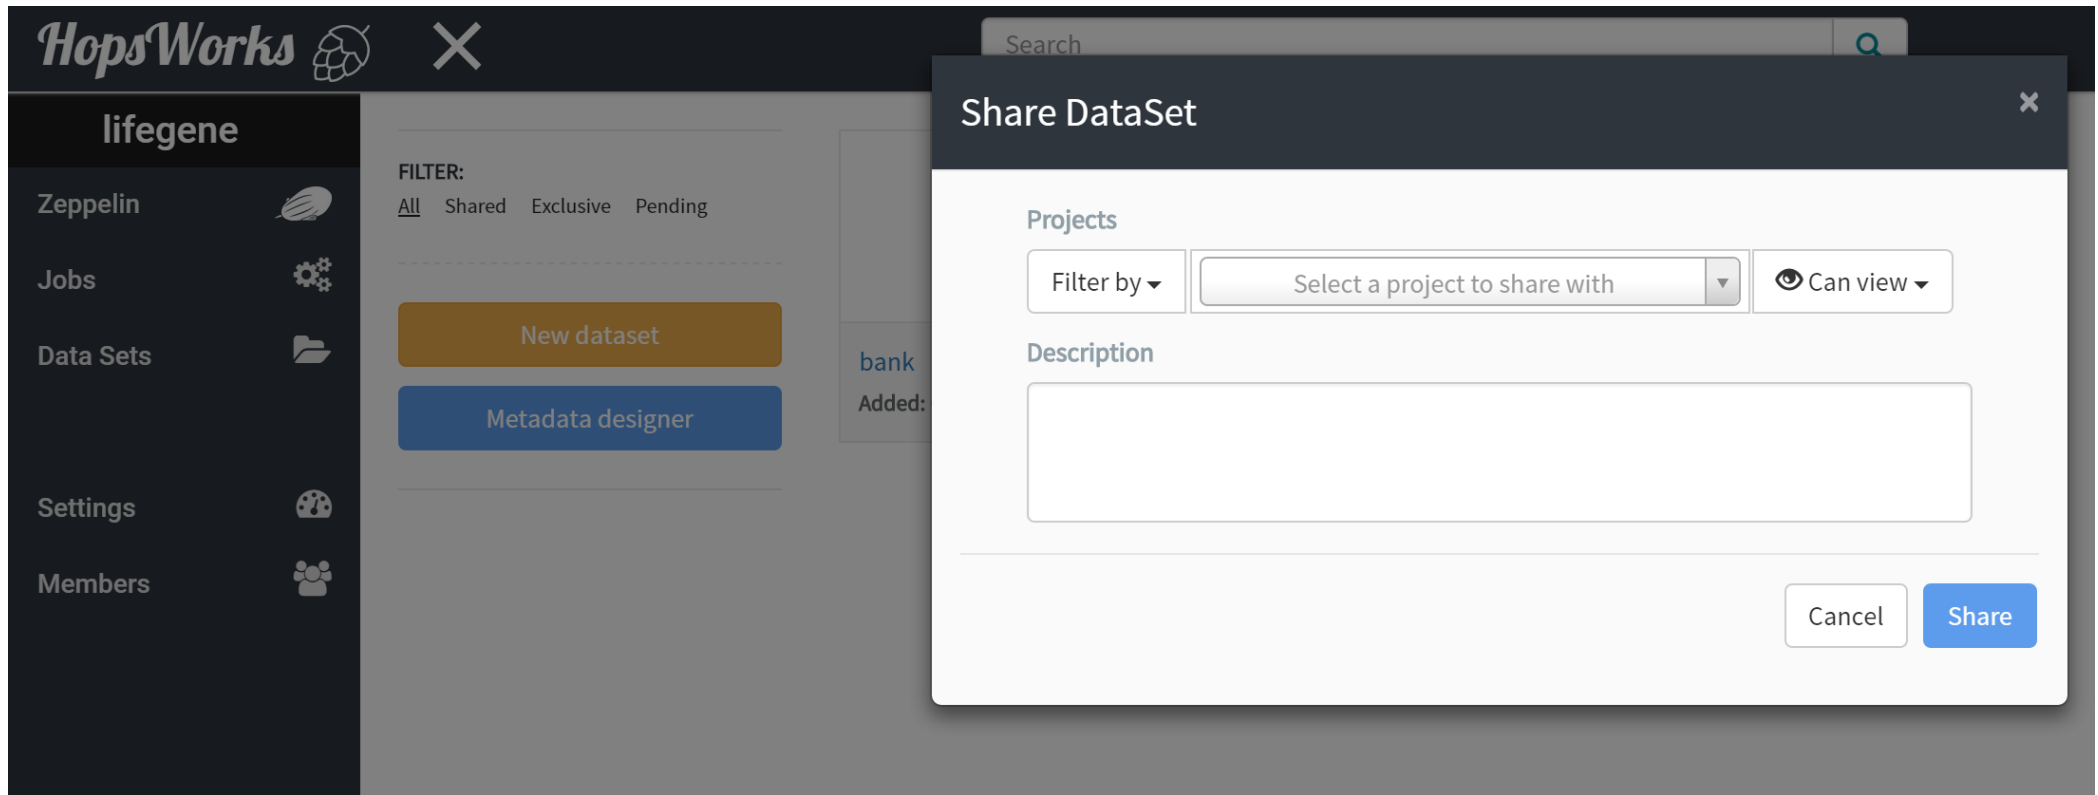 HopsWorks
Search
lifegene
Zeppelin
Jobs
Data Sets
Settings
Members
FILTER:
All Shared Exclusive Pending
New dataset
Metadata designer
bank
Added:
Share DataSet
×
Projects
Filter by
Select a project to share with
Can view
Description
Cancel
Share